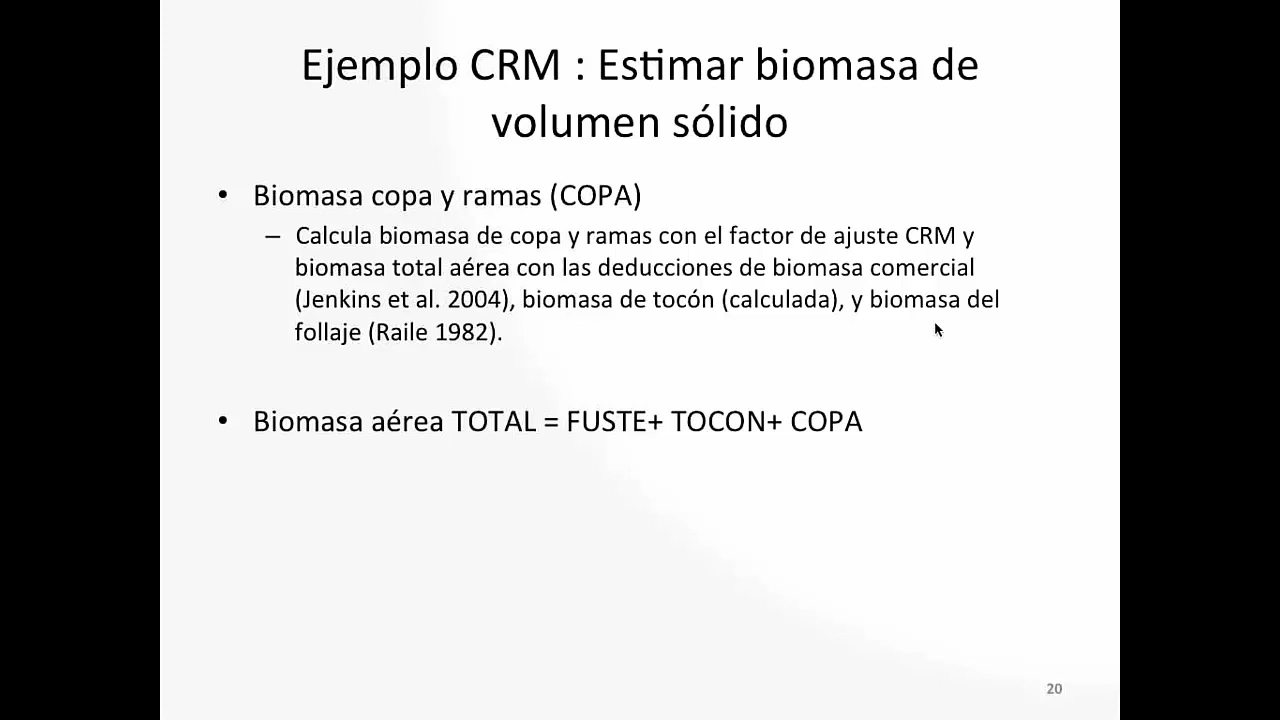 Ejemplo CRM : Estimar biomasa de
volumen sólido
• Biomasa copa y ramas (COPA)
– Calcula biomasa de copa y ramas con el factor de ajuste CRM y
biomasa total aérea con las deducciones de biomasa comercial
(Jenkins et al. 2004), biomasa de tocón (calculada), y biomasa del
follaje (Raile 1982).
• Biomasa aérea TOTAL = FUSTE+ TOCON+ COPA
20